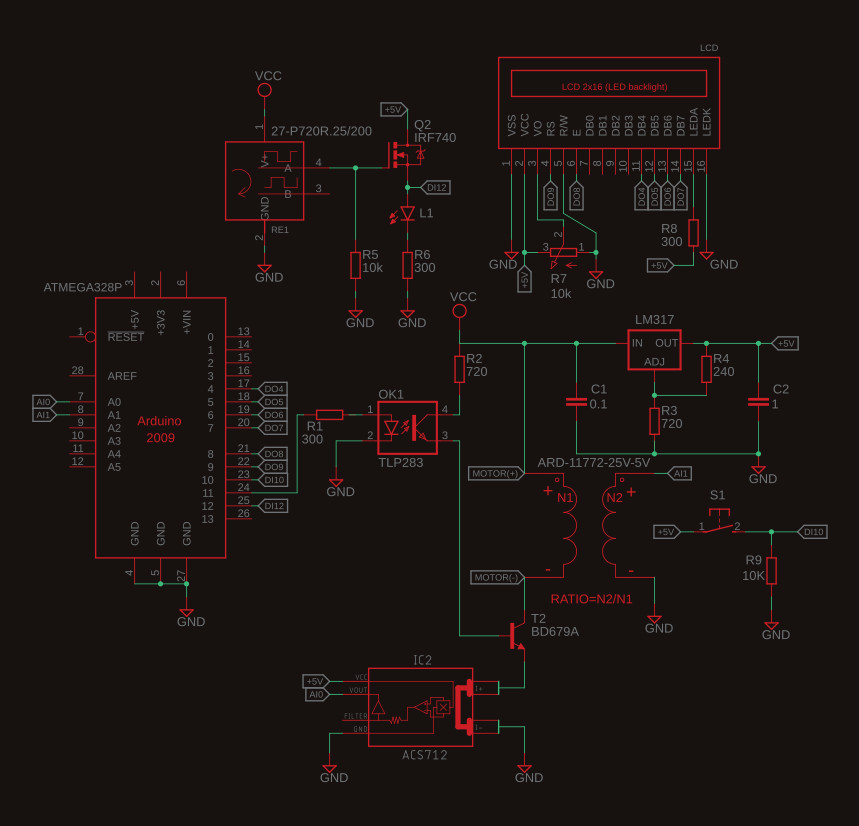 LCD
LCD 2x16 (LED backlight)
VSS
VCC
VO
RS
R/W
E
DB0
DB1
DB2
DB3
DB4
DB5
DB6
DB7
LEDA
LEDK
1
2
3
4
5
6
7
8
9
10
11
12
13
14
15
16
DO9
DO8
DO4
DO5
DO6
DO7
R8
300
+5V
GND
GND
+5V
3
2
1
R7
10k
GND
VCC
1
27-P720R.25/200
V+
A
B
GND
4
3
RE1
2
GND
+5V
Q2
IRF740
DI12
L1
R5
10k
R6
300
GND
GND
ATMEGA328P
3
2
6
+5V
+3V3
+VIN
1
RESET
28
AREF
AI0
7
A0
AI1
8
A1
9
A2
10
A3
11
A4
12
A5
Arduino
2009
0
13
1
14
2
15
3
16
4
17
DO4
5
18
DO5
6
19
DO6
7
20
DO7
8
21
DO8
9
22
DO9
10
23
DI10
11
24
12
25
DI12
13
26
GND
GND
GND
4
5
27
GND
R1
300
OK1
1
2
4
3
TLP283
GND
VCC
R2
720
C1
0.1
LM317
IN
OUT
ADJ
R4
240
R3
720
C2
1
+5V
GND
ARD-11772-25V-5V
MOTOR(+)
AI1
+
N1
N2
+
-
-
MOTOR(-)
RATIO=N2/N1
GND
S1
+5V
1
2
DI10
R9
10K
GND
T2
BD679A
IC2
+5V
VCC
AI0
VOUT
FILTER
GND
I+
I-
ACS712
GND
GND